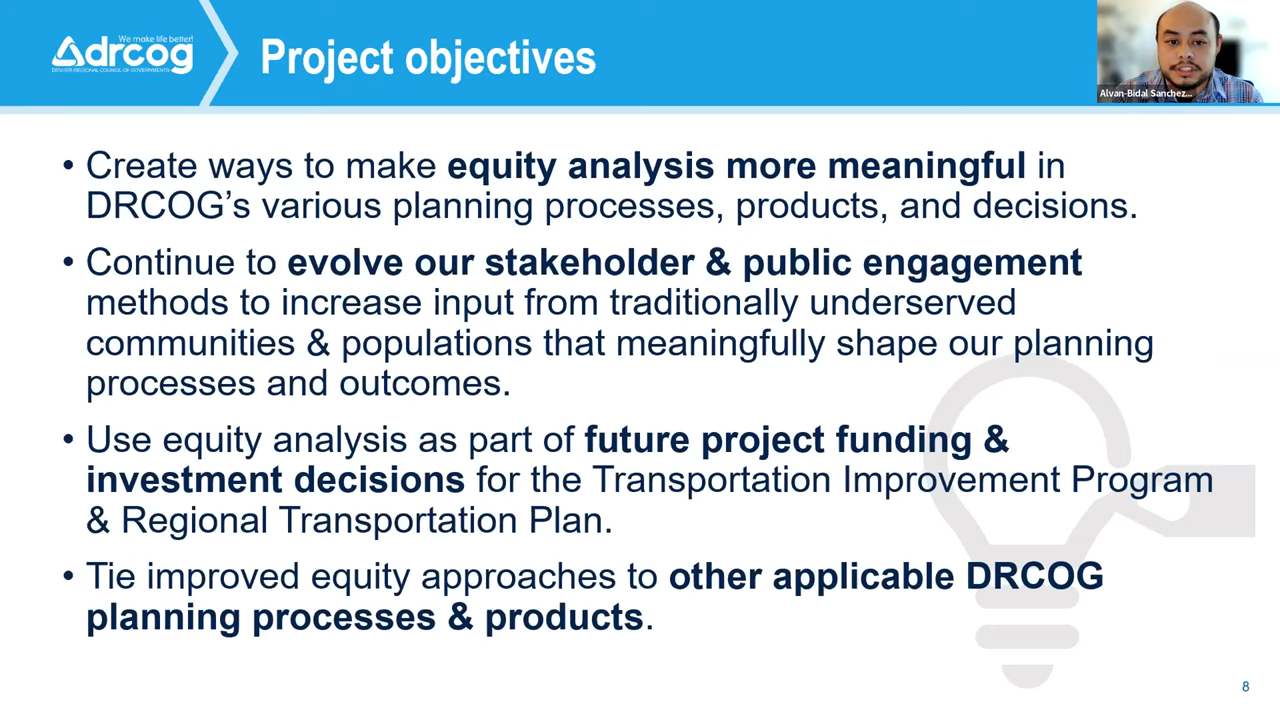 We make life better!
drcog
DENVER REGIONAL COUNCIL OF GOVERNMENTS
Project objectives
Alvan-Bidal Sanchez...
• Create ways to make equity analysis more meaningful in
DRCOG’s various planning processes, products, and decisions.
• Continue to evolve our stakeholder & public engagement
methods to increase input from traditionally underserved
communities & populations that meaningfully shape our planning
processes and outcomes.
• Use equity analysis as part of future project funding &
investment decisions for the Transportation Improvement Program
& Regional Transportation Plan.
• Tie improved equity approaches to other applicable DRCOG
planning processes & products.
8